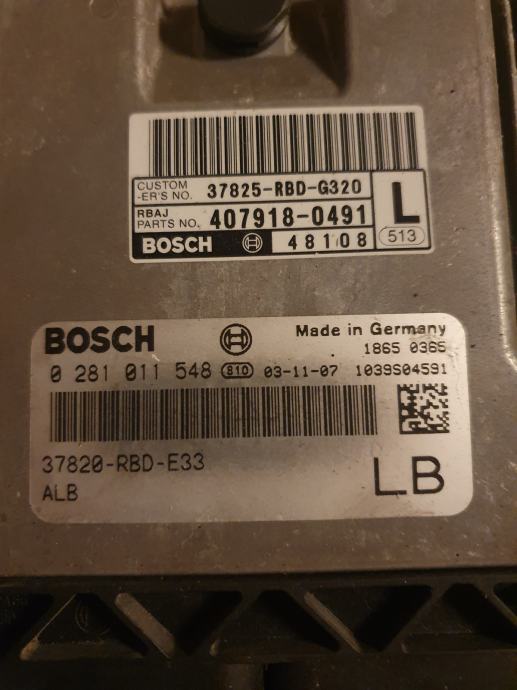 CUSTOM
-ER'S NO. 37825-RBD-G320
RBAJ
PARTS NO. 407918-0491
L
BOSCH 48108
513
BOSCH
Made in Germany
1865 0365
0 281 011 548 810 03-11-07 1039S04591
37820-RBD-E33
ALB
LB